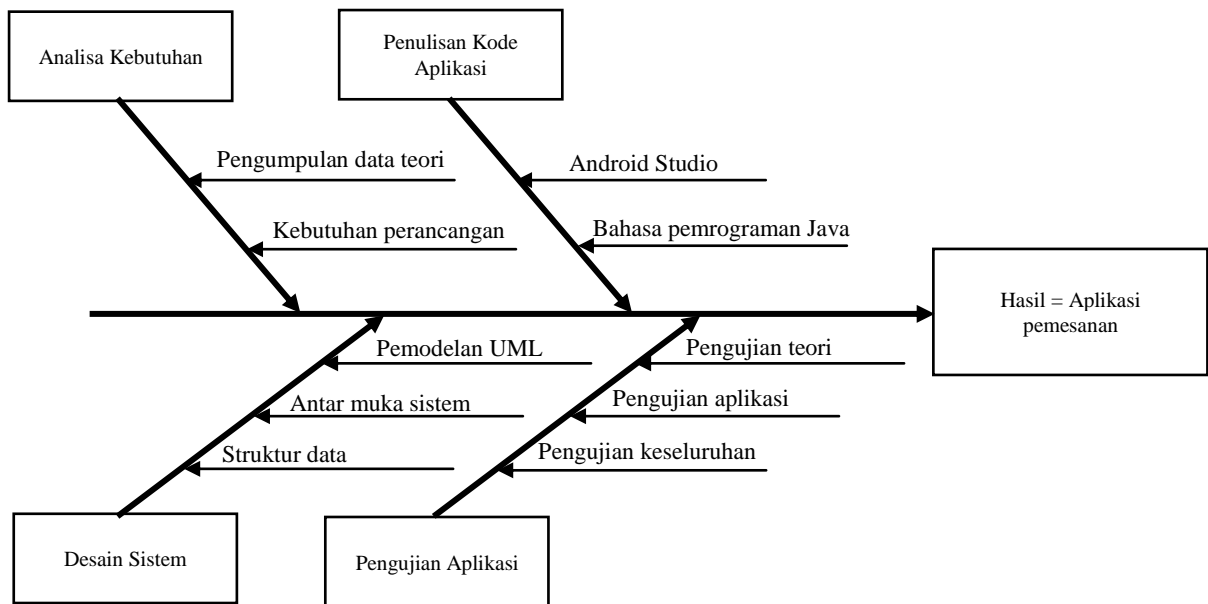 Analisa Kebutuhan
Penulisan Kode
Aplikasi
Pengumpulan data teori
Android Studio
Kebutuhan perancangan
Bahasa pemrograman Java
Hasil = Aplikasi
pemesanan
Pemodelan UML
Pengujian teori
Antar muka sistem
Pengujian aplikasi
Struktur data
Pengujian keseluruhan
Desain Sistem
Pengujian Aplikasi